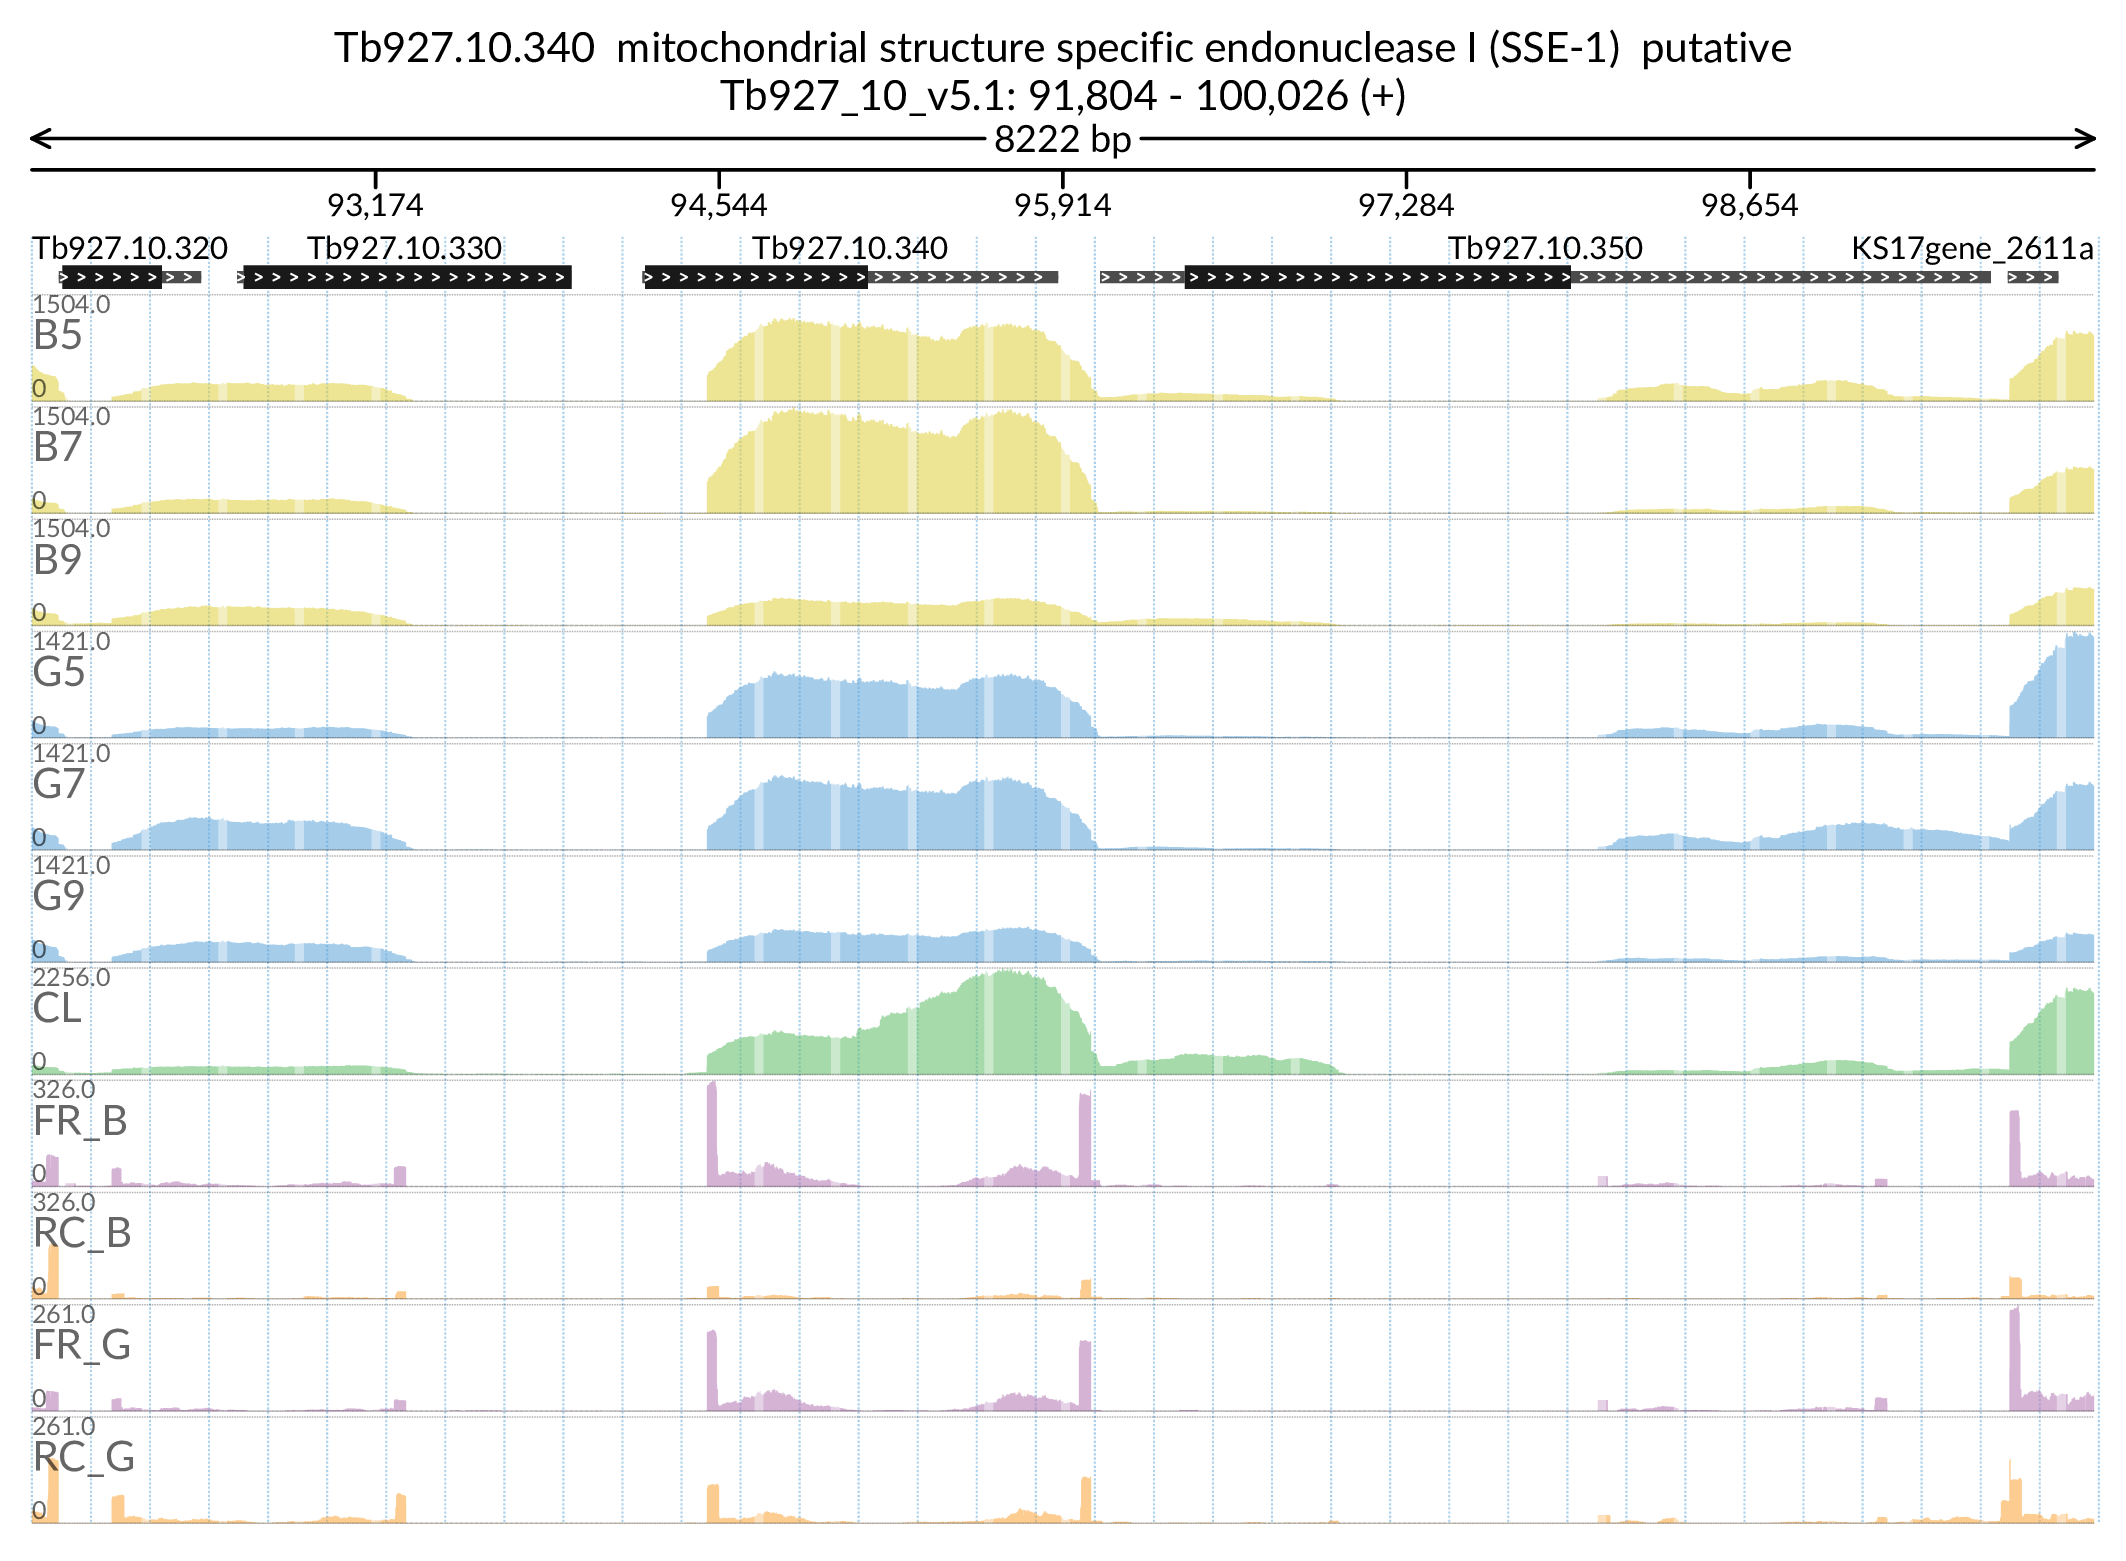 Tb927.10.340  mitochondrial structure specific endonuclease I (SSE-1)  putative
Tb927_10_v5.1: 91,804 - 100,026 (+)
8222 bp
93,174 94,544 95,914 97,284 98,654
Tb927.10.320 Tb927.10.330 Tb927.10.340 Tb927.10.350 KS17gene_2611a
1504.0
B5
0
1504.0
B7
0
1504.0
B9
0
1421.0
G5
0
1421.0
G7
0
1421.0
G9
0
2256.0
CL
0
326.0
FR_B
0
326.0
RC_B
0
261.0
FR_G
0
261.0
RC_G
0